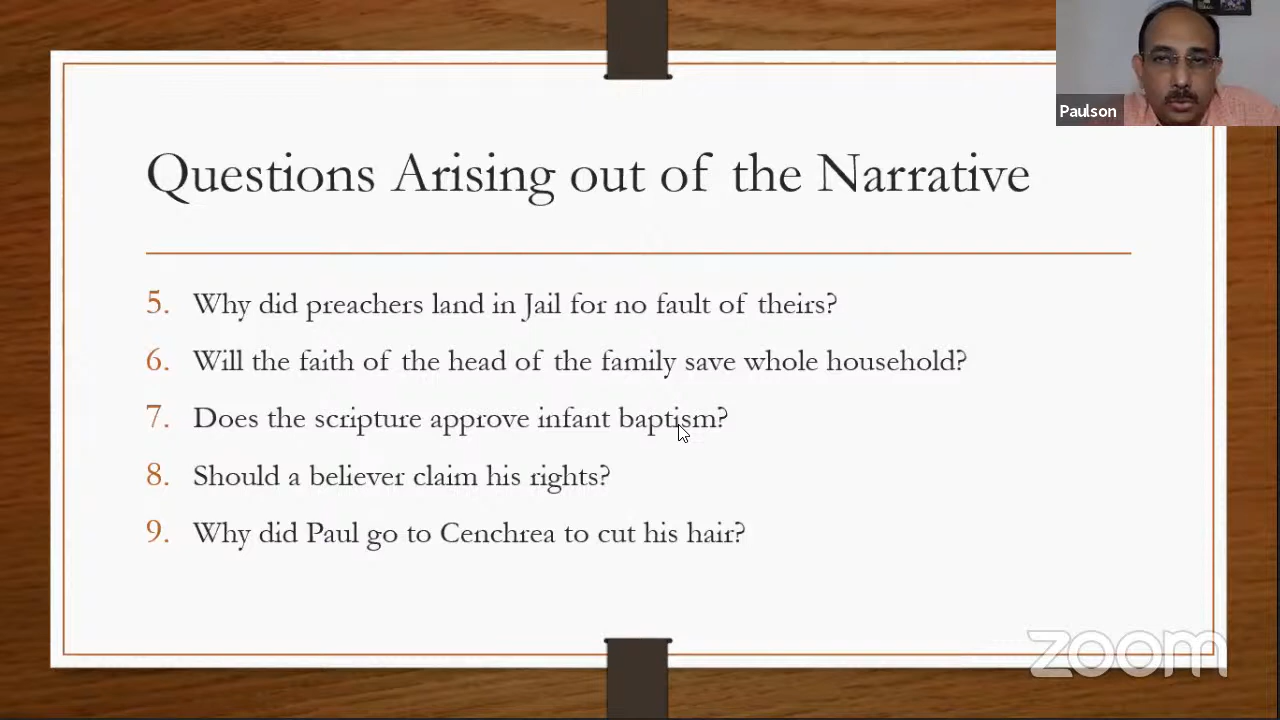 Paulson
Questions Arising out of the Narrative
5. Why did preachers land in Jail for no fault of theirs?
6. Will the faith of the head of the family save whole household?
7. Does the scripture approve infant baptism?
8. Should a believer claim his rights?
9. Why did Paul go to Cenchrea to cut his hair?
zoom